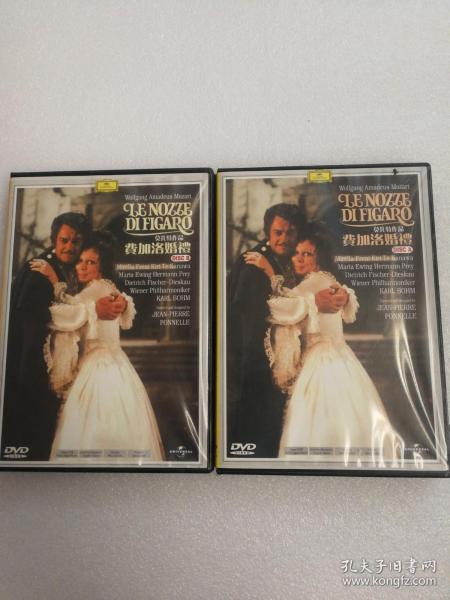 Wolfgang Amadeus Mozart
LE NOZZE
DI FIGARO
莫扎特作品
費加洛婚禮
DISC
Mirella Freni Kiri Te Kanawa
Maria Ewing Hermann Prey
Dietrich Fischer-Dieskau
Wiener Philharmoniker
KARL BÖHM
JEAN-PIERRE
PONNELLE
DVD
VIDEO
UNIVERSAL
Wolfgang Amadeus Mozart
LE NOZZE
DI FIGARO
莫扎特作品
費加洛婚禮
DISC
Mirella Freni Kiri Te Kanawa
Maria Ewing Hermann Prey
Dietrich Fischer-Dieskau
Wiener Philharmoniker
KARL BÖHM
JEAN-PIERRE
PONNELLE
DVD
VIDEO
UNIVERSAL
孔夫子旧书网
www.kongfz.com